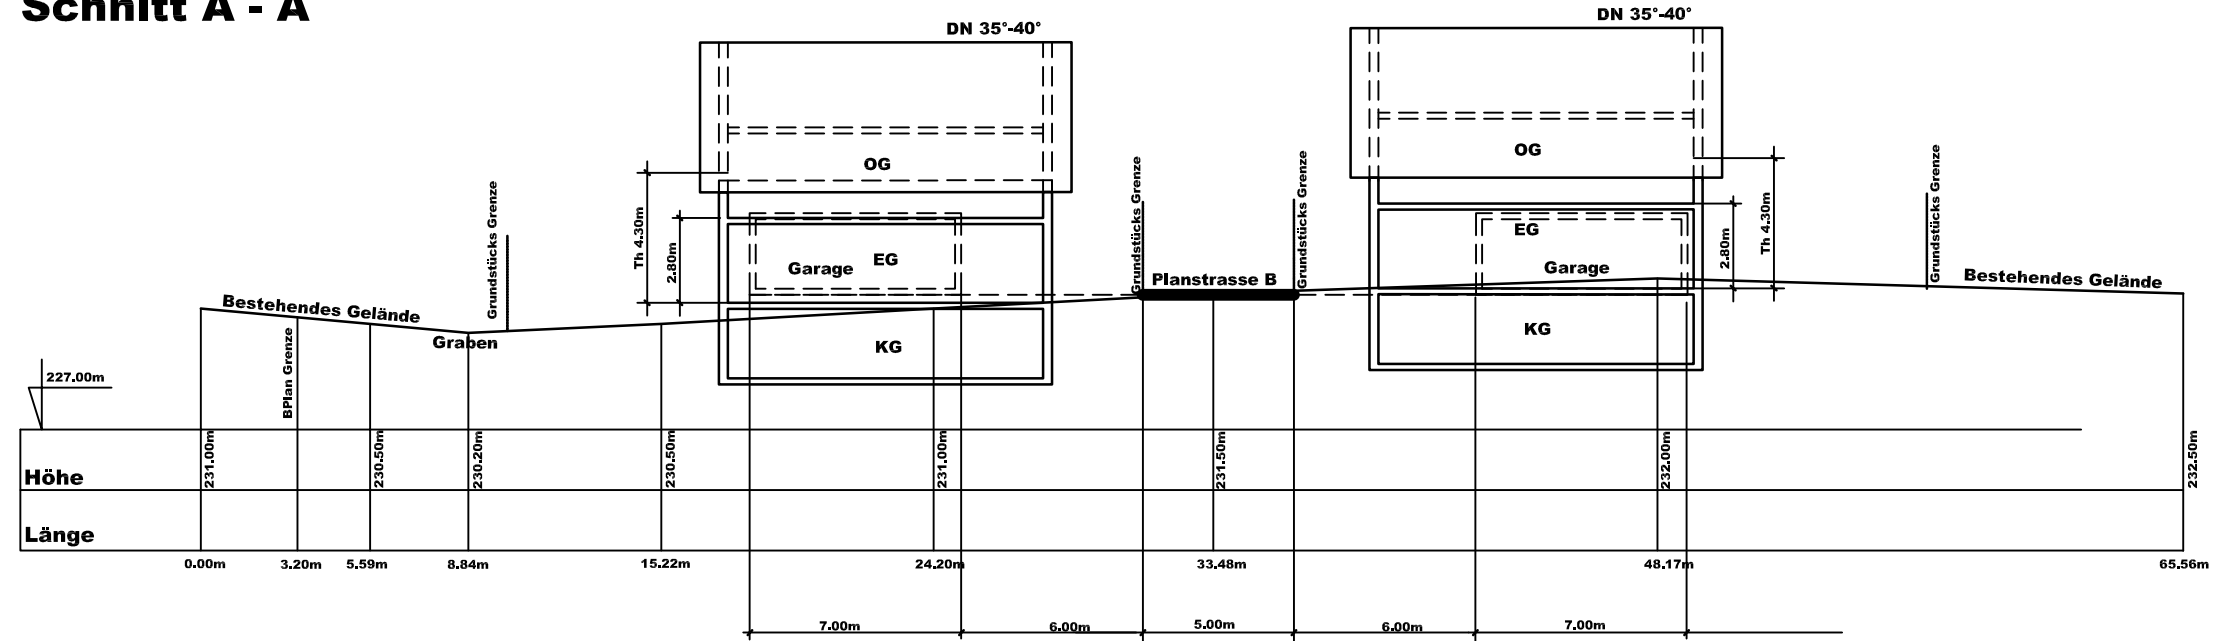 Schnitt A - A
DN 35°-40°
DN 35°-40°
OG
OG
Grundstücks Grenze
Th 4.30m
2.80m
Garage
EG
Grundstücks Grenze
Planstrasse B
Grundstücks Grenze
EG
Garage
2.80m
Th 4.30m
Grundstücks Grenze
Bestehendes Gelände
Bestehendes Gelände
BPlan Grenze
Graben
KG
KG
227.00m
Höhe
231.00m
230.50m
230.20m
230.50m
231.00m
231.50m
232.00m
232.50m
Länge
0.00m
3.20m
5.59m
8.84m
15.22m
24.20m
33.48m
48.17m
65.56m
7.00m
6.00m
5.00m
6.00m
7.00m